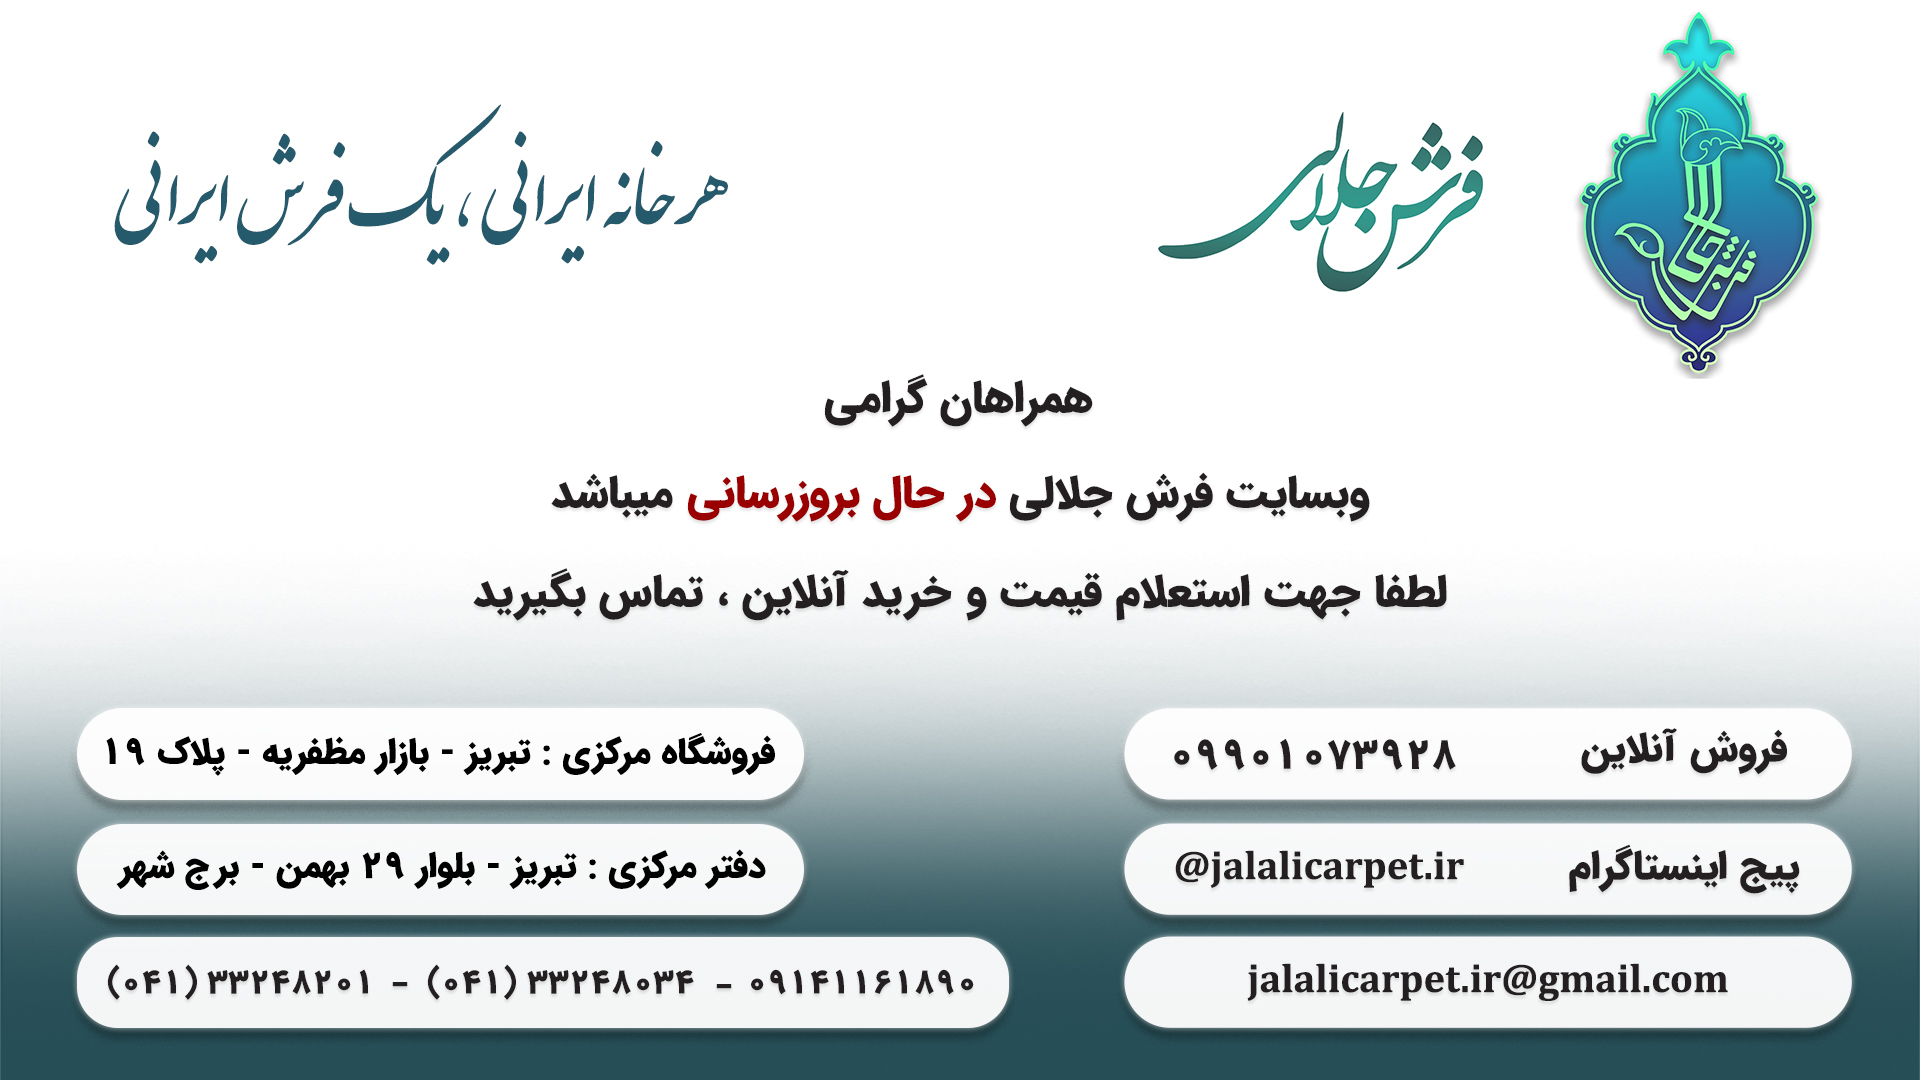 فرش جلالی
فرش جلالی
هر خانه ایرانی ، یک فرش ایرانی
همراهان گرامی
وبسایت فرش جلالی در حال بروزرسانی میباشد
لطفا جهت استعلام قیمت و خرید آنلاین ، تماس بگیرید
فروش آنلاین ۰۹۹۰۱۰۷۳۹۲۸
پیج اینستاگرام @jalalicarpet.ir
jalalicarpet.ir@gmail.com
فروشگاه مرکزی : تبریز - بازار مظفریه - پلاک ۱۹
دفتر مرکزی : تبریز - بلوار ۲۹ بهمن - برج شهر
(۰۴۱) ۳۳۲۴۸۲۰۱ - (۰۴۱) ۳۳۲۴۸۰۳۴ - ۰۹۱۴۱۱۶۱۸۹۰